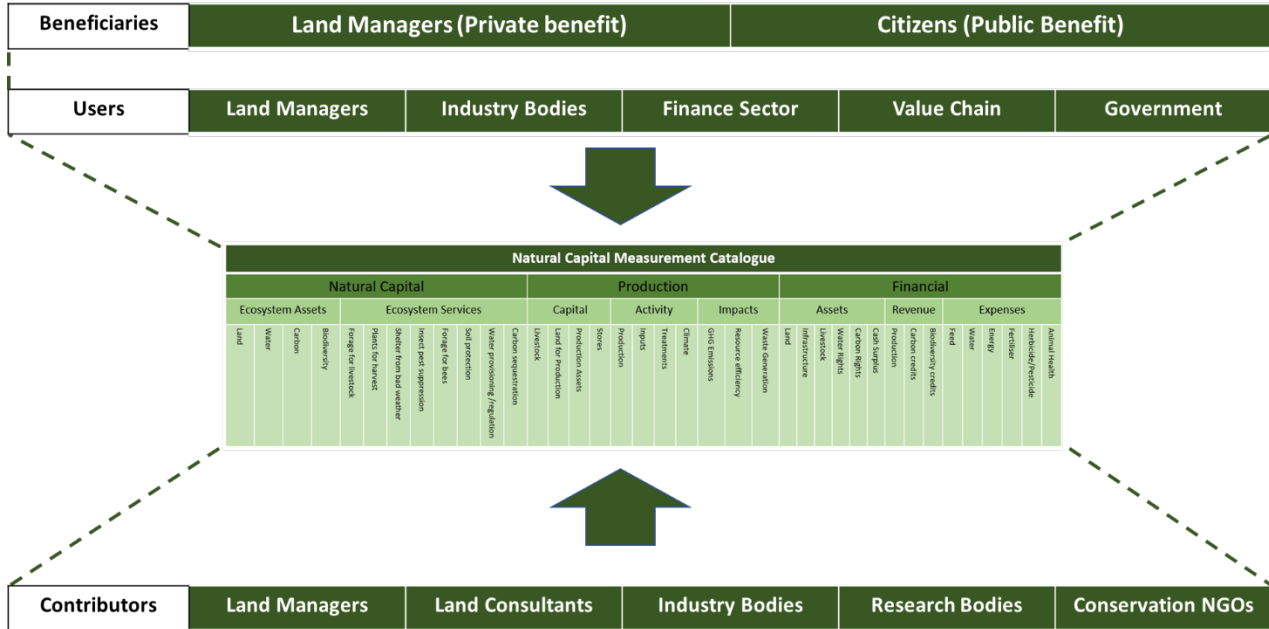 Beneficiaries Land Managers (Private benefit) Citizens (Public Benefit)
Users Land Managers Industry Bodies Finance Sector Value Chain Government
Natural Capital Measurement Catalogue
Natural Capital Production Financial
Ecosystem Assets Ecosystem Services Capital Activity Impacts Assets Revenue Expenses
Land
Water
Carbon
Biodiversity
Forage for livestock
Plants for harvest
Shelter from bad weather
Insect pest suppression
Forage for bees
Soil protection
Water provisioning /regulation
Carbon sequestration
Livestock
Land for Production
Production Assets
Stores
Production
Inputs
Treatments
Climate
GHG Emissions
Resource efficiency
Waste Generation
Land
Infrastructure
Livestock
Water Rights
Carbon Rights
Cash Surplus
Production
Carbon credits
Biodiversity credits
Feed
Water
Energy
Fertiliser
Herbicide/Pesticide
Animal Health
Contributors Land Managers Land Consultants Industry Bodies Research Bodies Conservation NGOs